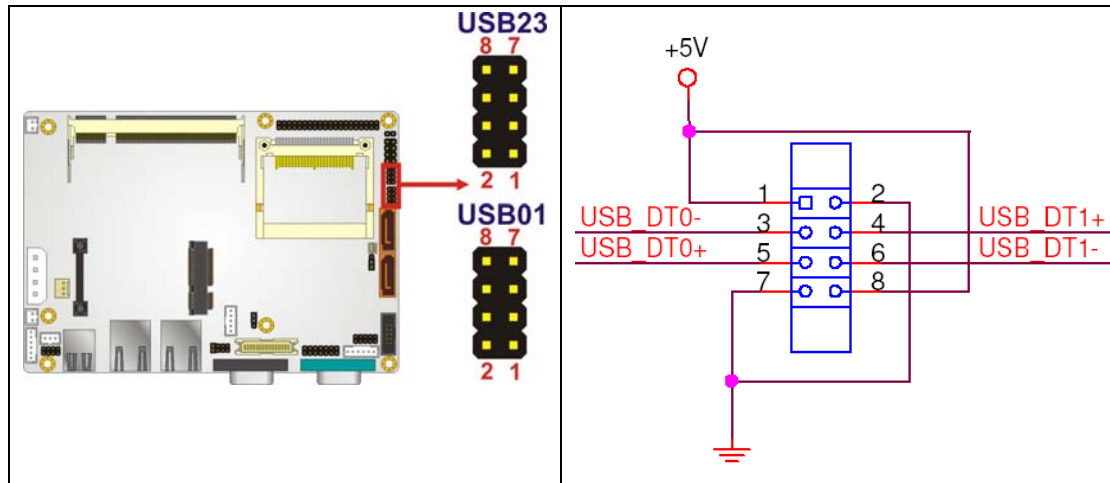 USB23
8 7
2 1
USB01
8 7
2 1
+5V
1 2
USB_DT0- 3 4 USB_DT1+
USB_DT0+ 5 6 USB_DT1-
7 8